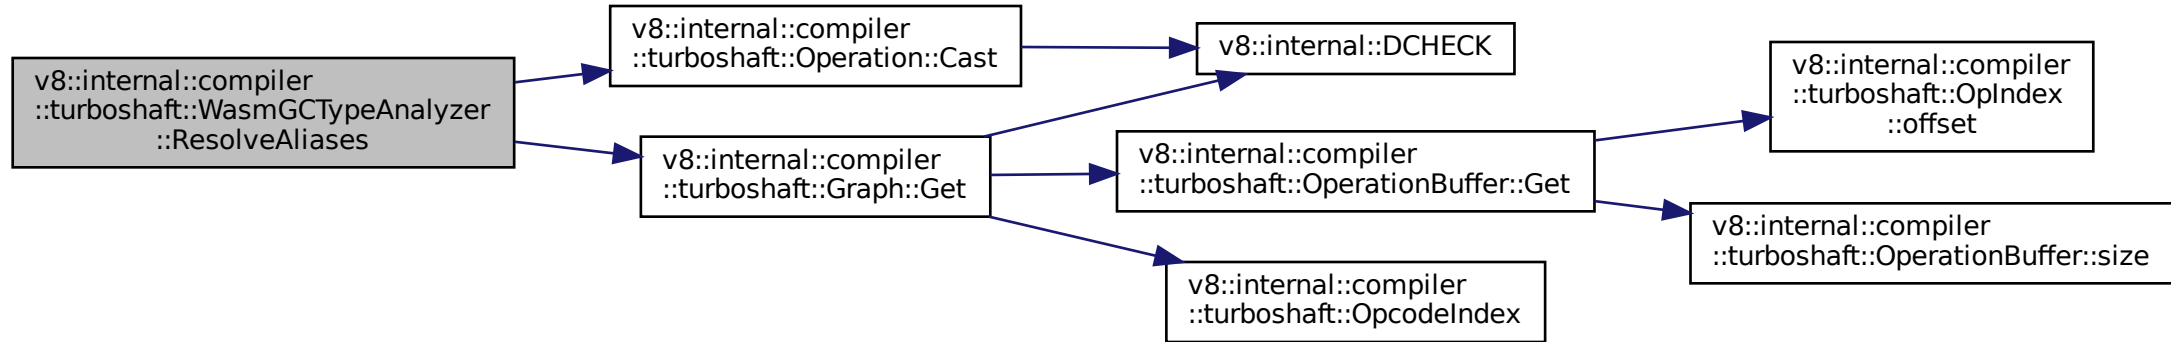 v8::internal::compiler
::turboshaft::WasmGCTypeAnalyzer
::ResolveAliases
v8::internal::compiler
::turboshaft::Operation::Cast
v8::internal::DCHECK
v8::internal::compiler
::turboshaft::Graph::Get
v8::internal::compiler
::turboshaft::OperationBuffer::Get
v8::internal::compiler
::turboshaft::OpIndex
::offset
v8::internal::compiler
::turboshaft::OperationBuffer::size
v8::internal::compiler
::turboshaft::OpcodeIndex